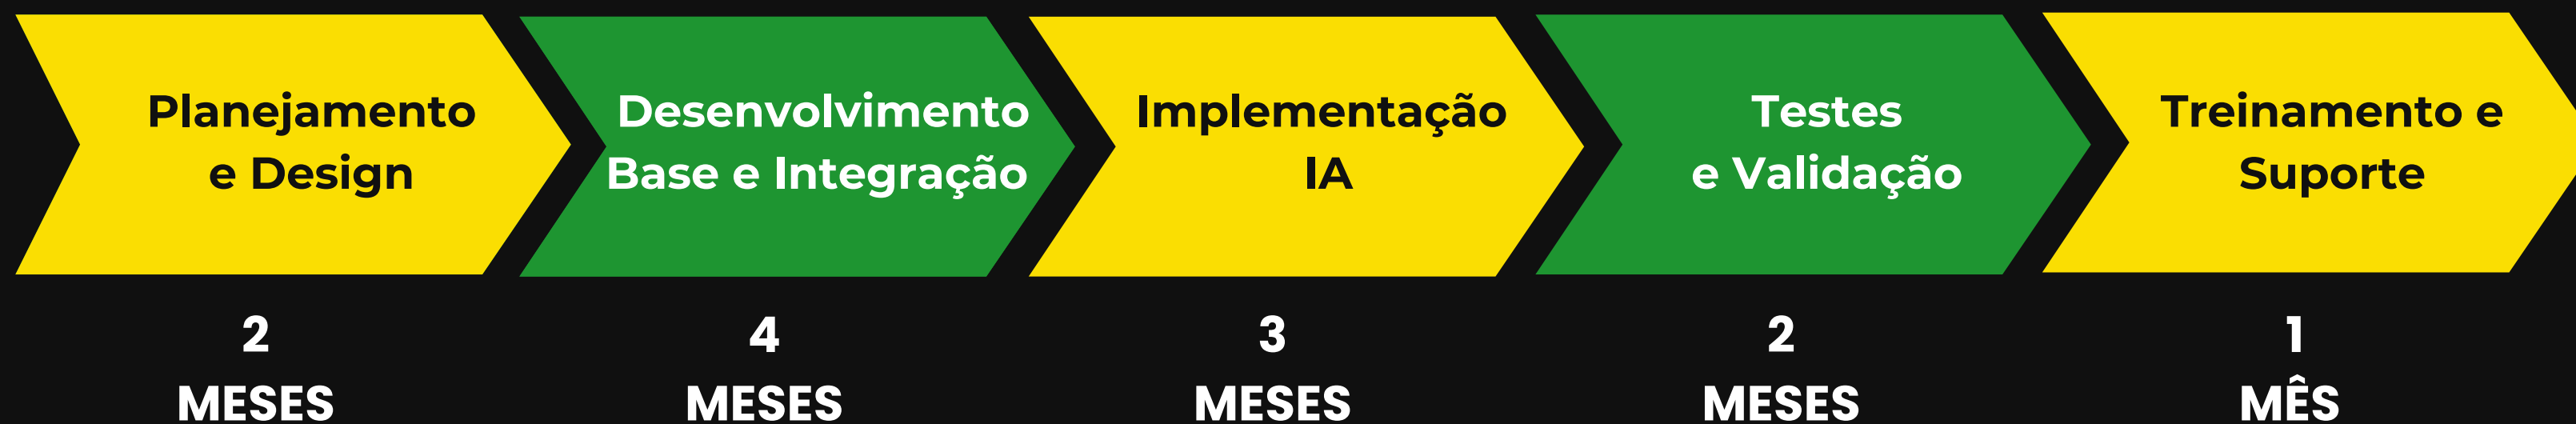 Planejamento
e Design
Desenvolvimento
Base e Integração
Implementação
IA
Testes
e Validação
Treinamento e
Suporte
2
MESES
4
MESES
3
MESES
2
MESES
1
MÊS